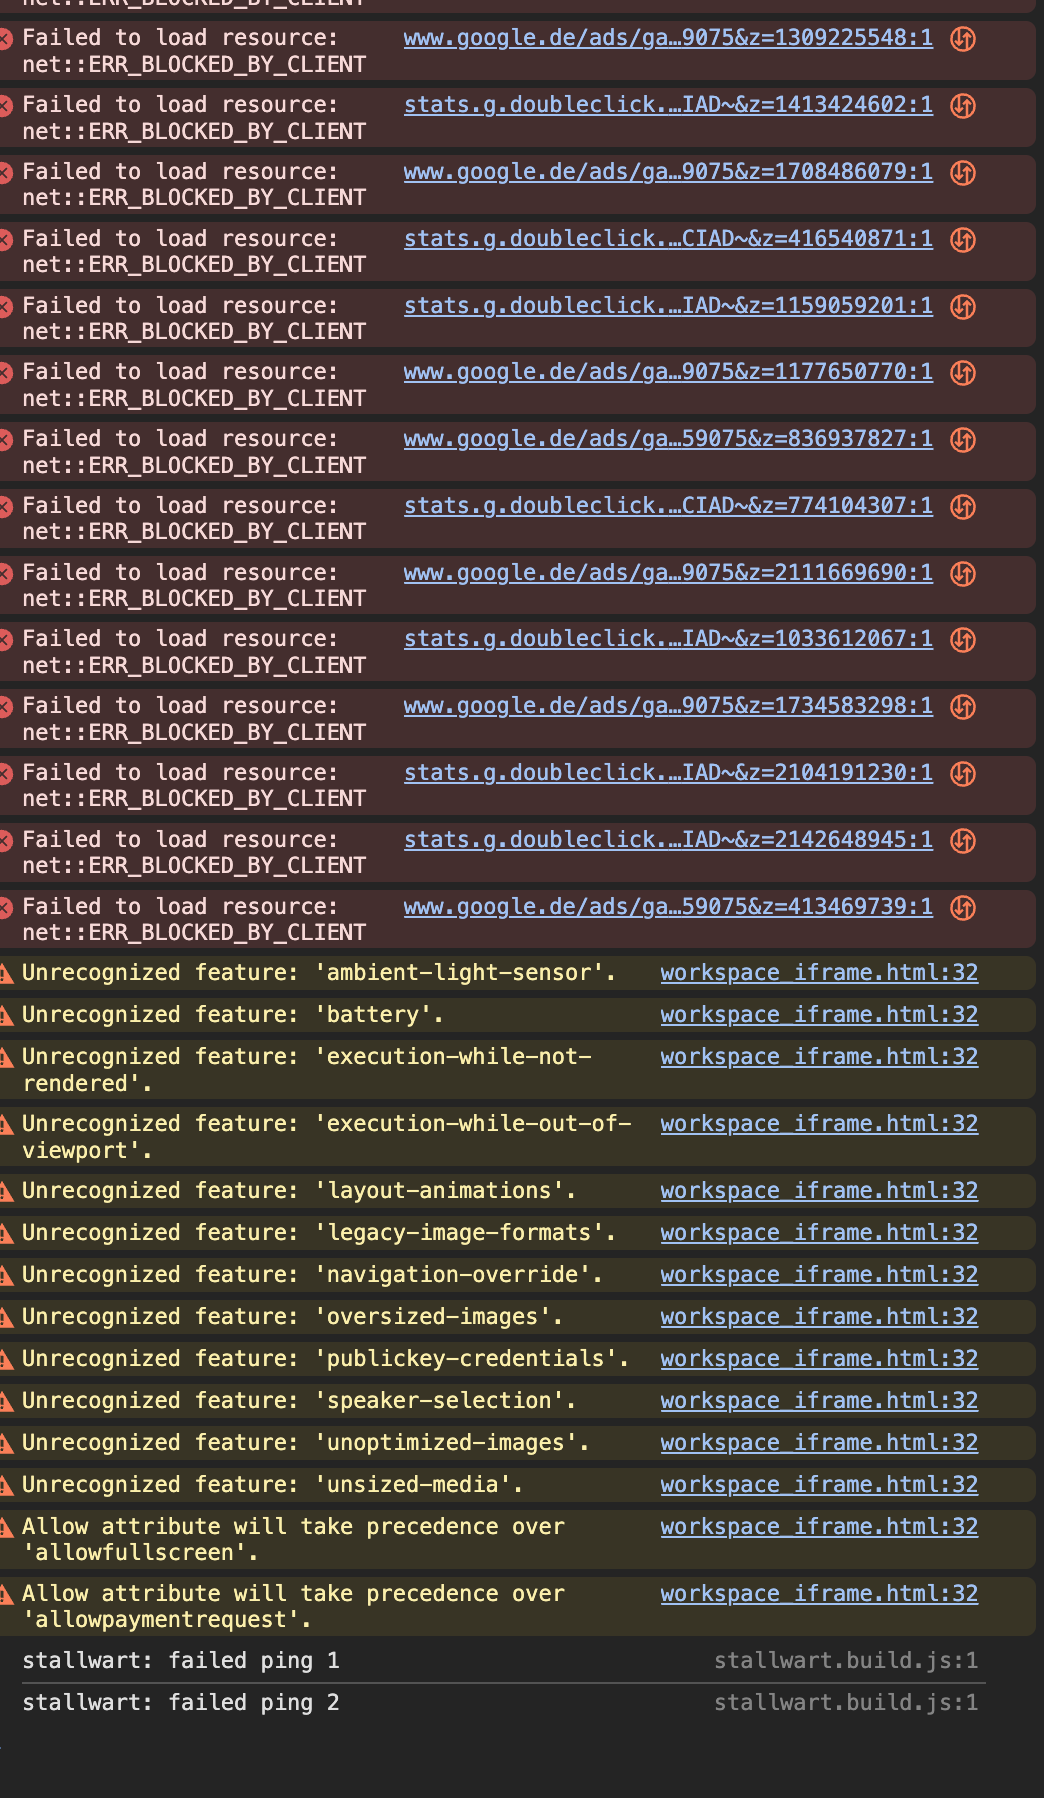 net::ERR_BLOCKED_BY_CLIENT
Failed to load resource: www.google.de/ads/ga…9075&z=1309225548:1
net::ERR_BLOCKED_BY_CLIENT
Failed to load resource: stats.g.doubleclick.…IAD~&z=1413424602:1
net::ERR_BLOCKED_BY_CLIENT
Failed to load resource: www.google.de/ads/ga…9075&z=1708486079:1
net::ERR_BLOCKED_BY_CLIENT
Failed to load resource: stats.g.doubleclick.…CIAD~&z=416540871:1
net::ERR_BLOCKED_BY_CLIENT
Failed to load resource: stats.g.doubleclick.…IAD~&z=1159059201:1
net::ERR_BLOCKED_BY_CLIENT
Failed to load resource: www.google.de/ads/ga…9075&z=1177650770:1
net::ERR_BLOCKED_BY_CLIENT
Failed to load resource: www.google.de/ads/ga…59075&z=836937827:1
net::ERR_BLOCKED_BY_CLIENT
Failed to load resource: stats.g.doubleclick.…CIAD~&z=774104307:1
net::ERR_BLOCKED_BY_CLIENT
Failed to load resource: www.google.de/ads/ga…9075&z=2111669690:1
net::ERR_BLOCKED_BY_CLIENT
Failed to load resource: stats.g.doubleclick.…IAD~&z=1033612067:1
net::ERR_BLOCKED_BY_CLIENT
Failed to load resource: www.google.de/ads/ga…9075&z=1734583298:1
net::ERR_BLOCKED_BY_CLIENT
Failed to load resource: stats.g.doubleclick.…IAD~&z=2104191230:1
net::ERR_BLOCKED_BY_CLIENT
Failed to load resource: stats.g.doubleclick.…IAD~&z=2142648945:1
net::ERR_BLOCKED_BY_CLIENT
Failed to load resource: www.google.de/ads/ga…59075&z=413469739:1
net::ERR_BLOCKED_BY_CLIENT
Unrecognized feature: 'ambient-light-sensor'. workspace_iframe.html:32
Unrecognized feature: 'battery'. workspace_iframe.html:32
Unrecognized feature: 'execution-while-not- workspace_iframe.html:32
rendered'.
Unrecognized feature: 'execution-while-out-of- workspace_iframe.html:32
viewport'.
Unrecognized feature: 'layout-animations'. workspace_iframe.html:32
Unrecognized feature: 'legacy-image-formats'. workspace_iframe.html:32
Unrecognized feature: 'navigation-override'. workspace_iframe.html:32
Unrecognized feature: 'oversized-images'. workspace_iframe.html:32
Unrecognized feature: 'publickey-credentials'. workspace_iframe.html:32
Unrecognized feature: 'speaker-selection'. workspace_iframe.html:32
Unrecognized feature: 'unoptimized-images'. workspace_iframe.html:32
Unrecognized feature: 'unsized-media'. workspace_iframe.html:32
Allow attribute will take precedence over workspace_iframe.html:32
'allowfullscreen'.
Allow attribute will take precedence over workspace_iframe.html:32
'allowpaymentrequest'.
stallwart: failed ping 1 stallwart.build.js:1
stallwart: failed ping 2 stallwart.build.js:1